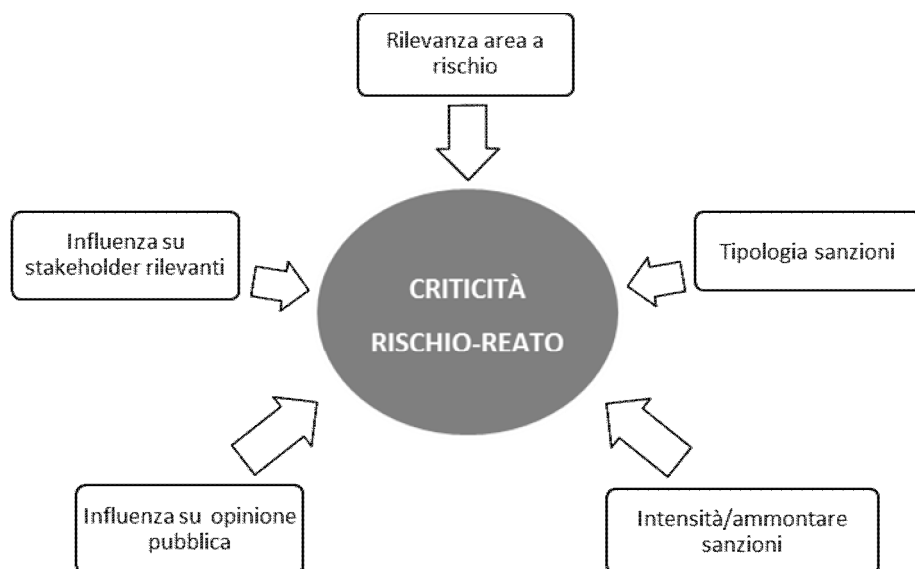 Rilevanza area a
rischio
Influenza su
stakeholder rilevanti
Tipologia sanzioni
CRITICITÀ
RISCHIO-REATO
Influenza su opinione
pubblica
Intensità/ammontare
sanzioni